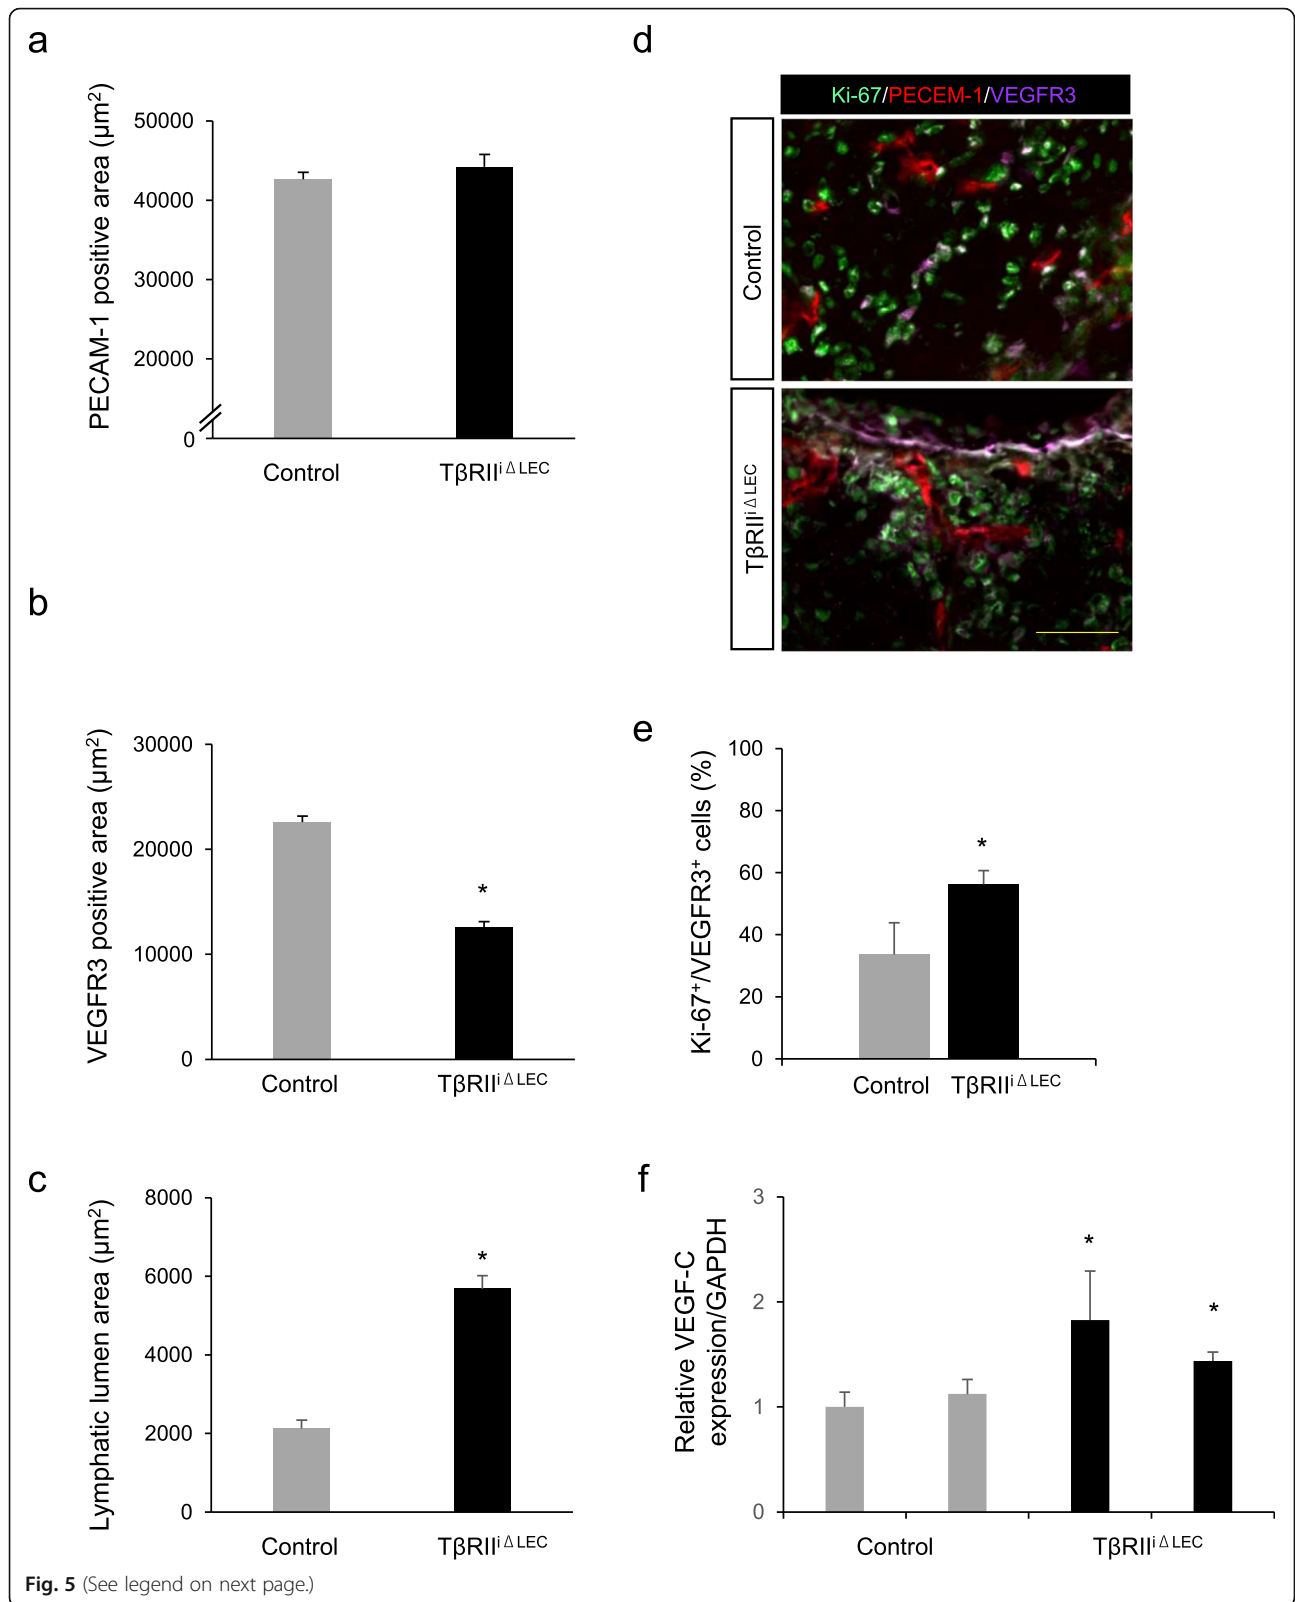 a
PECAM-1 positive area (µm²)
50000
40000
30000
20000
0
Control
TβRII^iΔLEC
b
VEGFR3 positive area (µm²)
30000
20000
10000
0
*
Control
TβRII^iΔLEC
c
Lymphatic lumen area (µm²)
8000
6000
4000
2000
0
*
Control
TβRII^iΔLEC
d
Ki-67/PECEM-1/VEGFR3
Control
TβRII^iΔLEC
e
Ki-67⁺/VEGFR3⁺ cells (%)
100
80
60
40
20
0
*
Control
TβRII^iΔLEC
f
Relative VEGF-C
expression/GAPDH
3
2
1
0
*
*
Control
TβRII^iΔLEC
Fig. 5 (See legend on next page.)